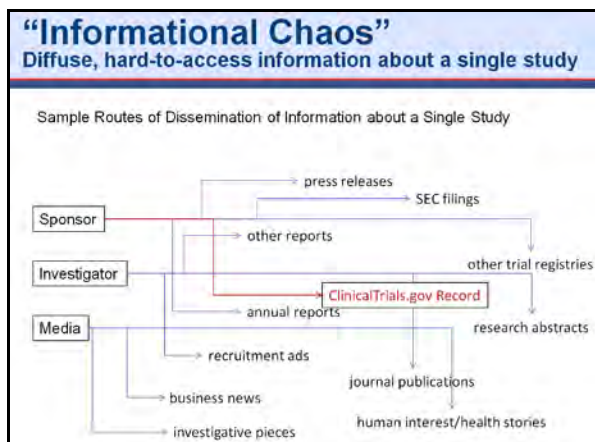 “Informational Chaos”
Diffuse, hard-to-access information about a single study
Sample Routes of Dissemination of Information about a Single Study
press releases
SEC filings
Sponsor
other reports
other trial registries
Investigator
ClinicalTrials.gov Record
annual reports
research abstracts
Media
recruitment ads
journal publications
business news
human interest/health stories
investigative pieces